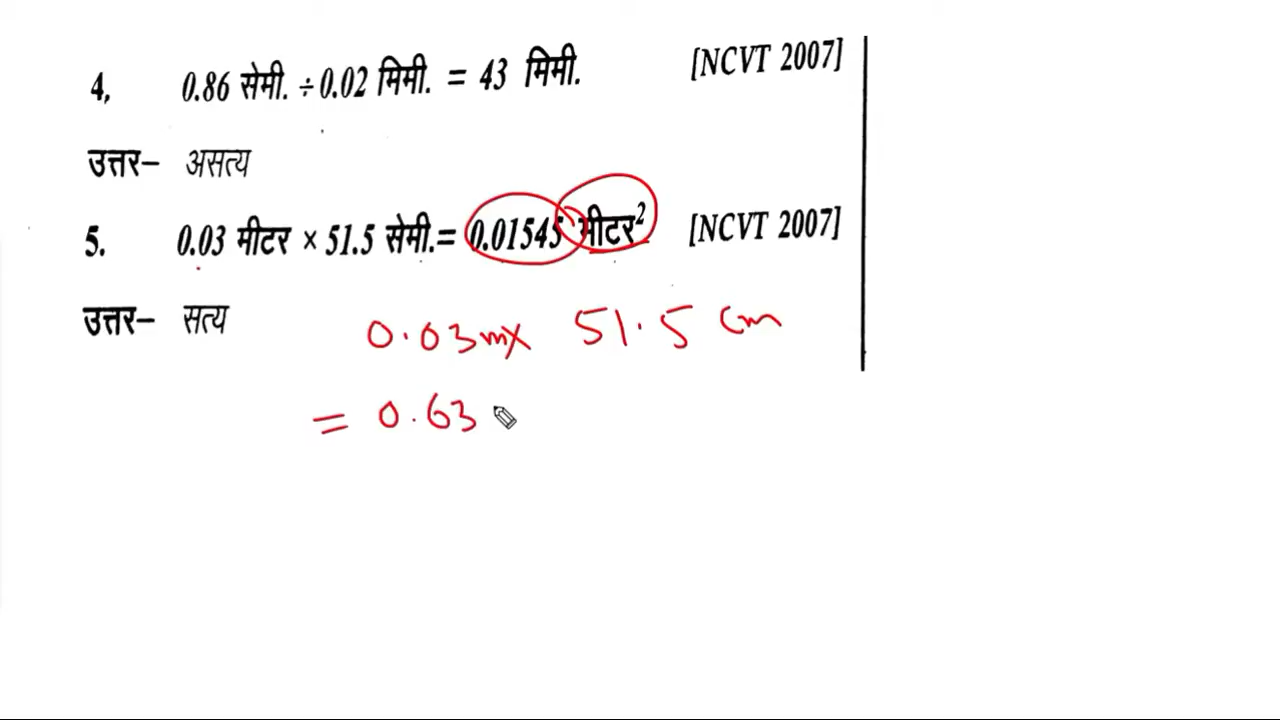 4, 0.86 सेमी. ÷ 0.02 मिमी. = 43 मिमी. [NCVT 2007]
उत्तर– असत्य
5. 0.03 मीटर × 51.5 सेमी.= 0.01545 मीटर² [NCVT 2007]
उत्तर– सत्य
0.03m× 51.5 cm
= 0.63